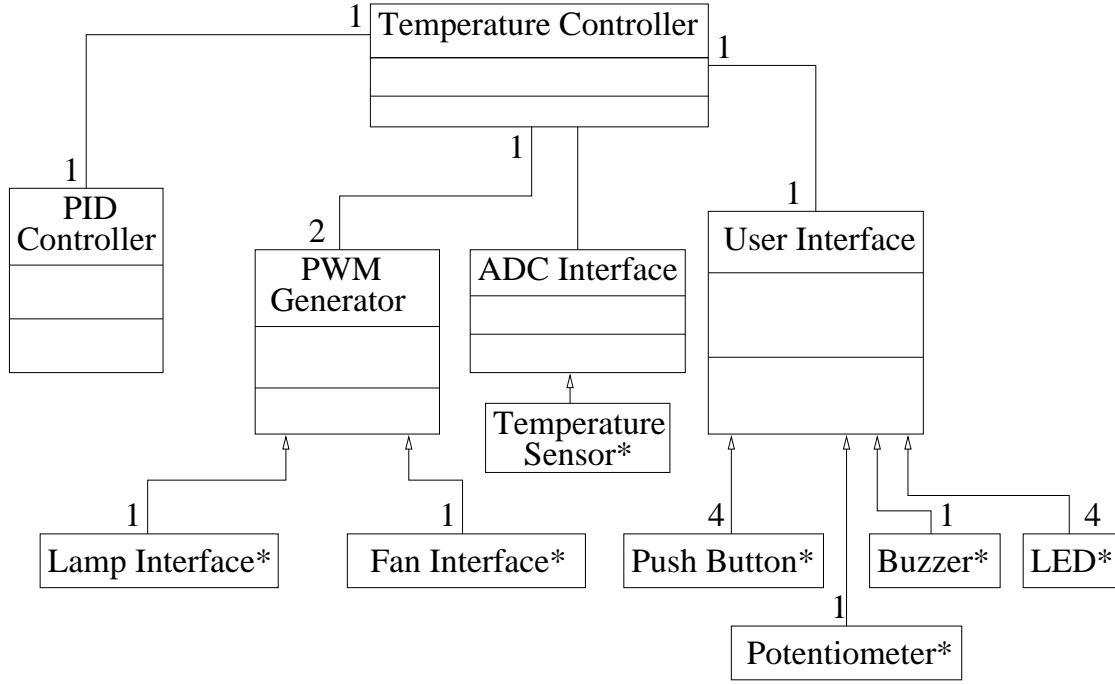 1
Temperature Controller
1
1
1
PID
Controller
2
PWM
Generator
ADC Interface
1
User Interface
Temperature
Sensor*
1
Lamp Interface*
1
Fan Interface*
4
Push Button*
1
Buzzer*
4
LED*
1
Potentiometer*